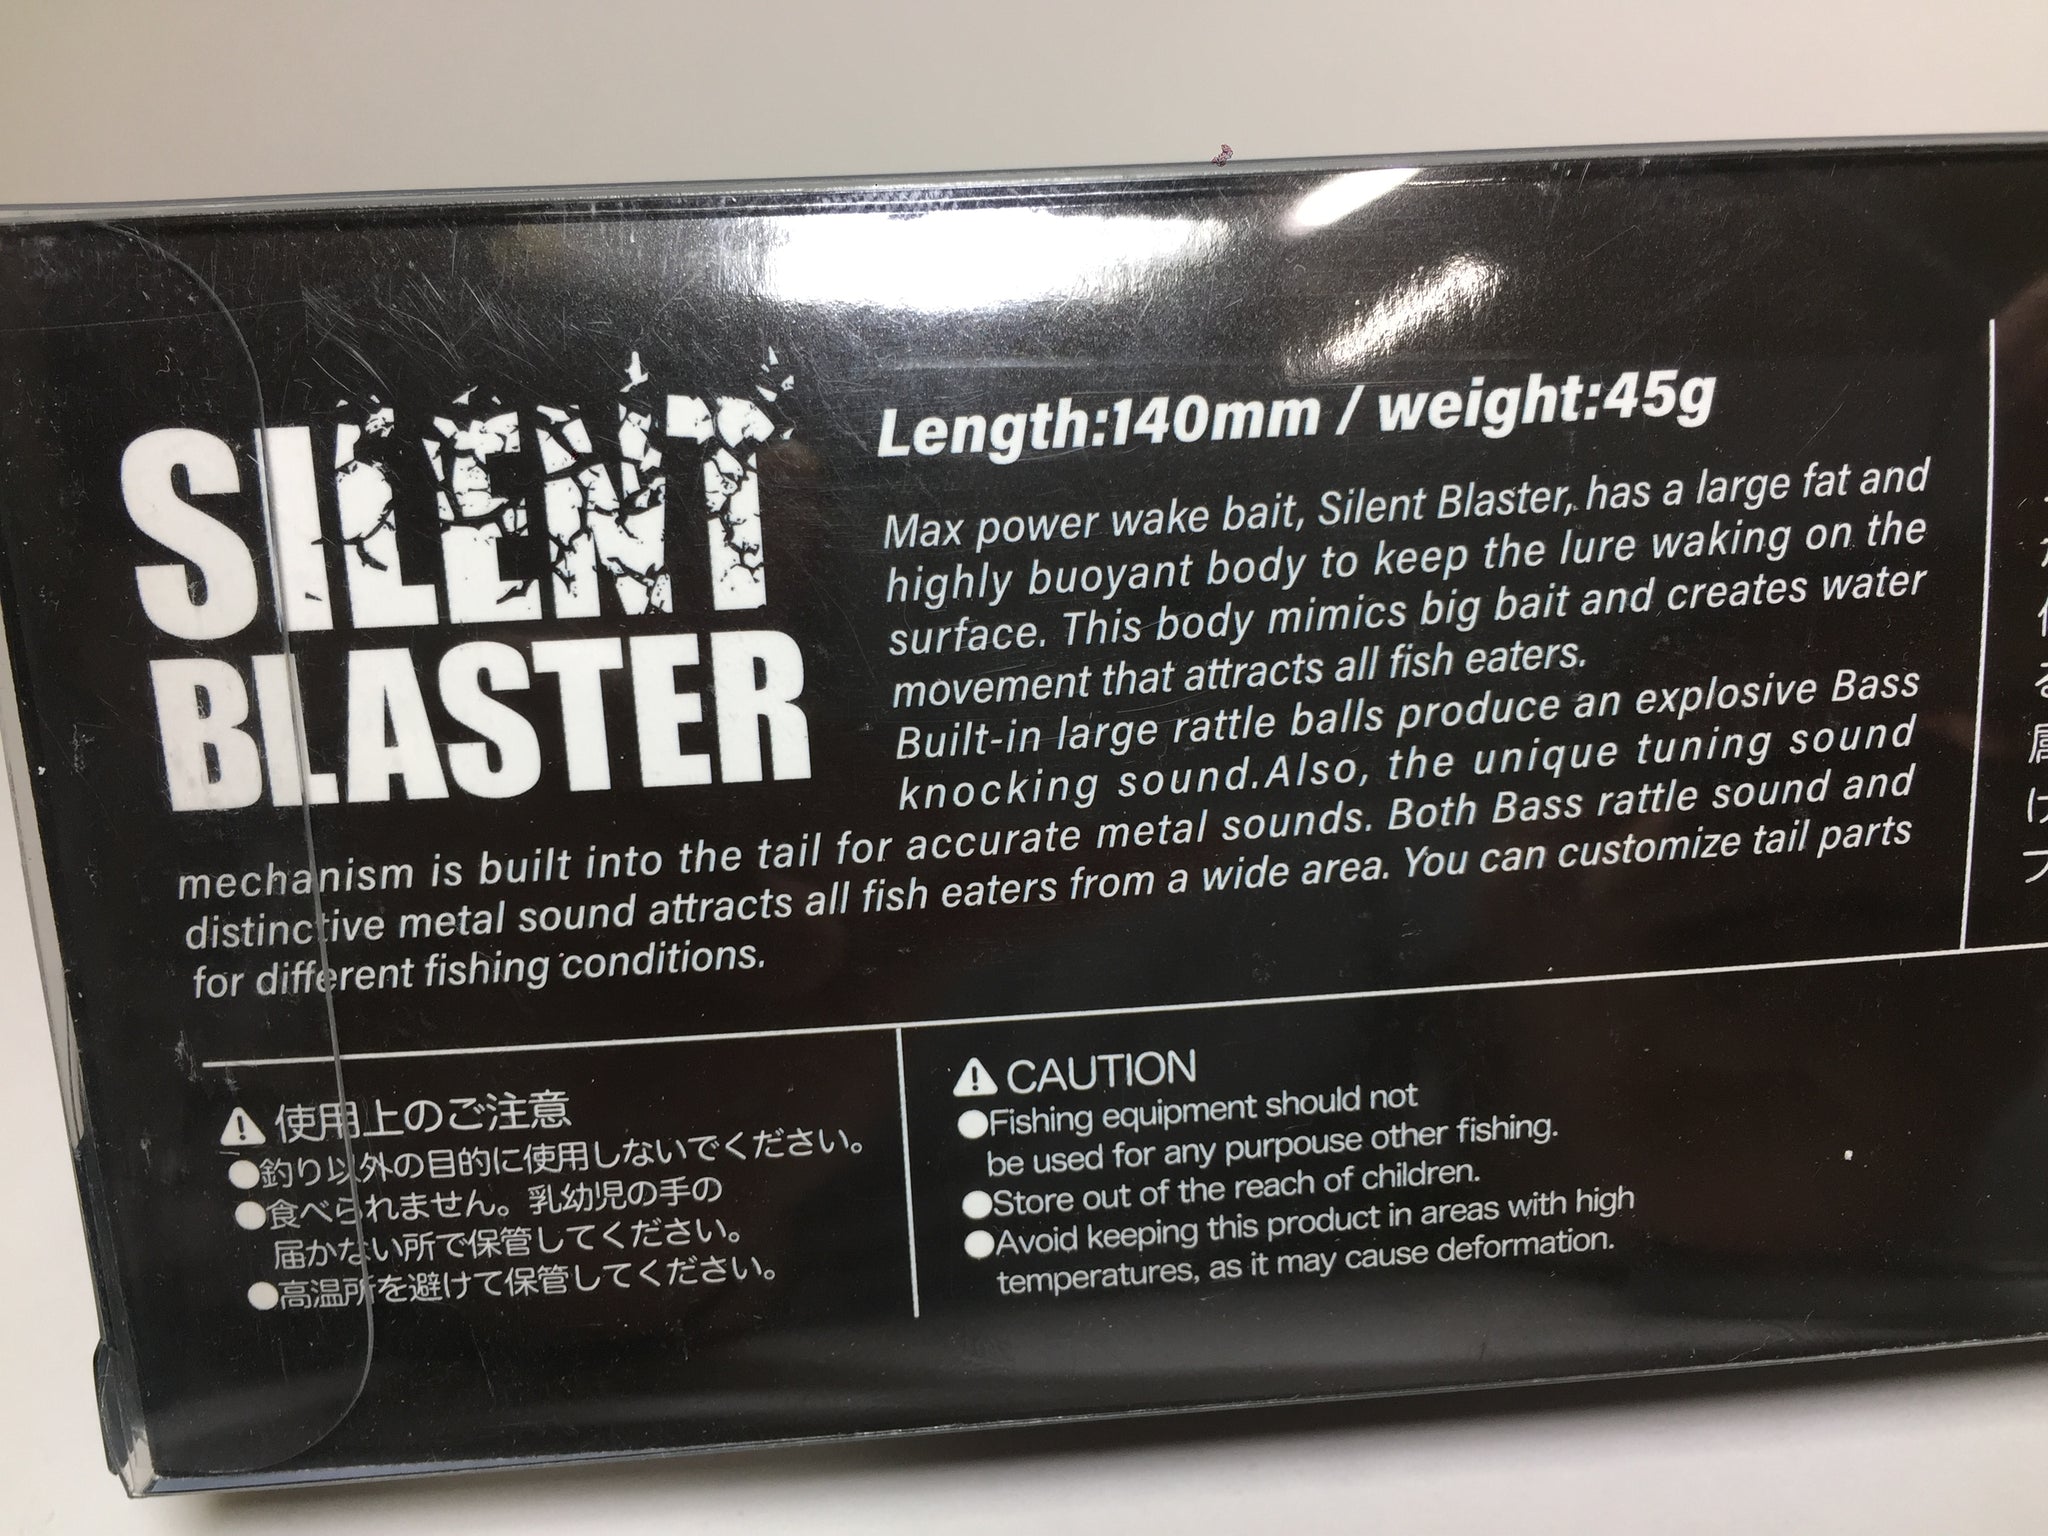 SILENT
BLASTER
Length:140mm / weight:45g
Max power wake bait, Silent Blaster, has a large fat and
highly buoyant body to keep the lure waking on the
surface. This body mimics big bait and creates water
movement that attracts all fish eaters.
Built-in large rattle balls produce an explosive Bass
knocking sound.Also, the unique tuning sound
mechanism is built into the tail for accurate metal sounds. Both Bass rattle sound and
distinctive metal sound attracts all fish eaters from a wide area. You can customize tail parts
for different fishing conditions.
使用上のご注意
●釣り以外の目的に使用しないでください。
●食べられません。乳幼児の手の
届かない所で保管してください。
●高温所を避けて保管してください。
CAUTION
●Fishing equipment should not
be used for any purpouse other fishing.
●Store out of the reach of children.
●Avoid keeping this product in areas with high
temperatures, as it may cause deformation.